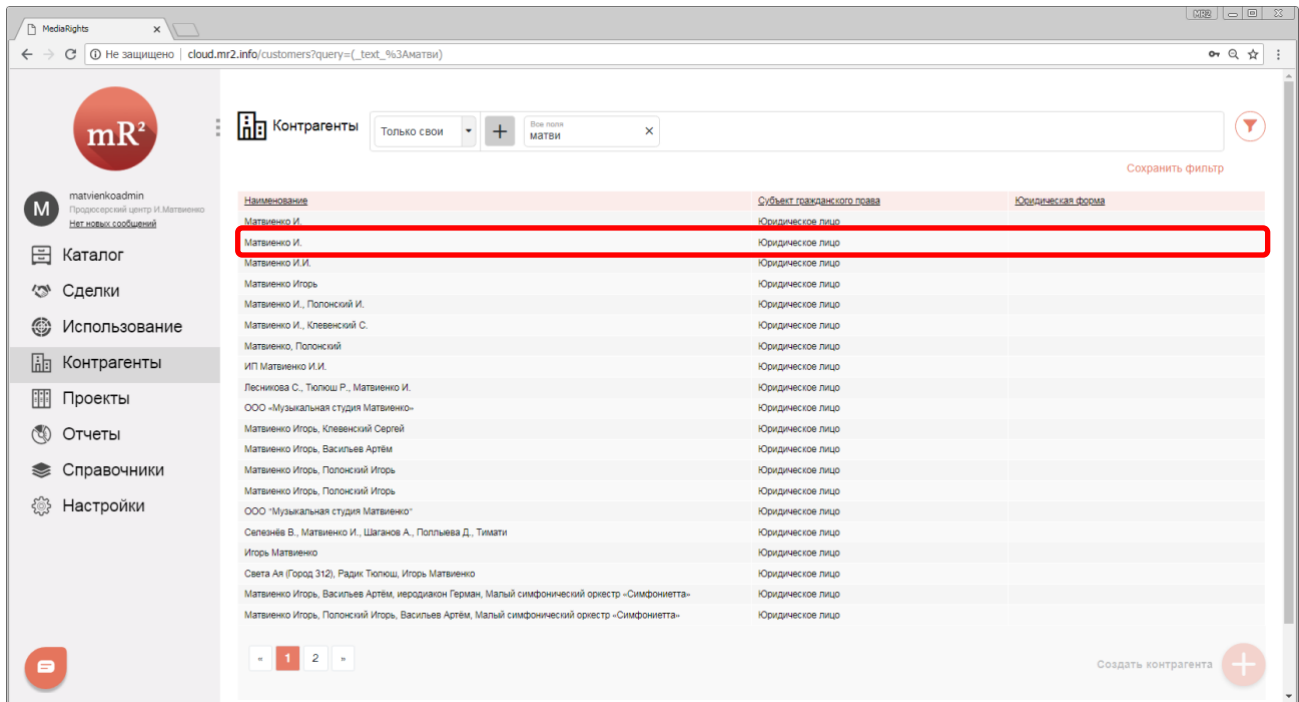 MR2
MediaRights
Не защищено | cloud.mr2.info/customers?query=(_text_%3Aматви)
mR²
Контрагенты
Только свои
Все поля
матви
Сохранить фильтр
M
matvienkoadmin
Продюсерский центр И.Матвиенко
Нет новых сообщений
Каталог
Сделки
Использование
Контрагенты
Проекты
Отчеты
Справочники
Настройки
Наименование Субъект гражданского права Юридическая форма
Матвиенко И. Юридическое лицо
Матвиенко И. Юридическое лицо
Матвиенко И.И. Юридическое лицо
Матвиенко Игорь Юридическое лицо
Матвиенко И., Полонский И. Юридическое лицо
Матвиенко И., Клевенский С. Юридическое лицо
Матвиенко, Полонский Юридическое лицо
ИП Матвиенко И.И. Юридическое лицо
Лесникова С., Тюлюш Р., Матвиенко И. Юридическое лицо
ООО «Музыкальная студия Матвиенко» Юридическое лицо
Матвиенко Игорь, Клевенский Сергей Юридическое лицо
Матвиенко Игорь, Васильев Артём Юридическое лицо
Матвиенко Игорь, Полонский Игорь Юридическое лицо
Матвиенко Игорь, Полонский Игорь Юридическое лицо
ООО "Музыкальная студия Матвиенко" Юридическое лицо
Селезнёв В., Матвиенко И., Шаганов А., Поллыева Д., Тимати Юридическое лицо
Игорь Матвиенко Юридическое лицо
Света Ая (Город 312), Радик Тюлюш, Игорь Матвиенко Юридическое лицо
Матвиенко Игорь, Васильев Артём, иеродиакон Герман, Малый симфонический оркестр «Симфониетта» Юридическое лицо
Матвиенко Игорь, Полонский Игорь, Васильев Артём, Малый симфонический оркестр «Симфониетта» Юридическое лицо
« 1 2 »
Создать контрагента